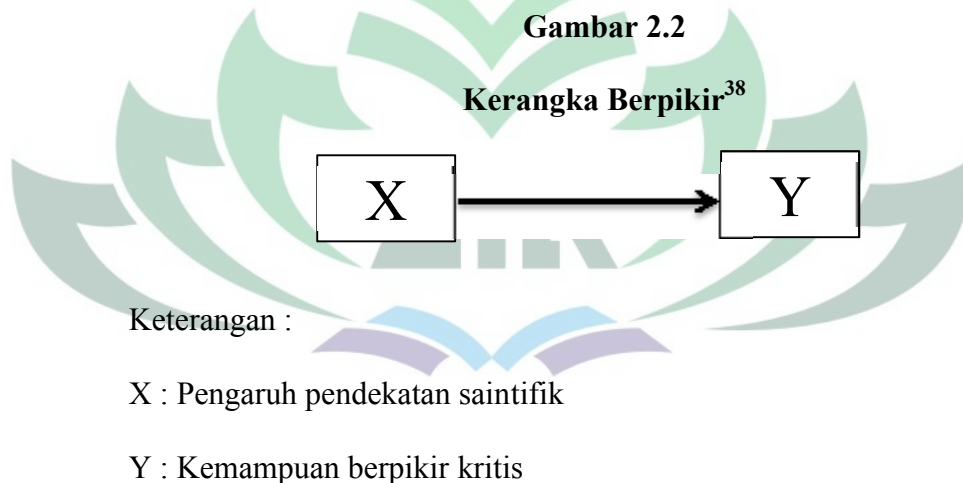 Gambar 2.2
Kerangka Berpikir³⁸
X Y
Keterangan :
X : Pengaruh pendekatan saintifik
Y : Kemampuan berpikir kritis